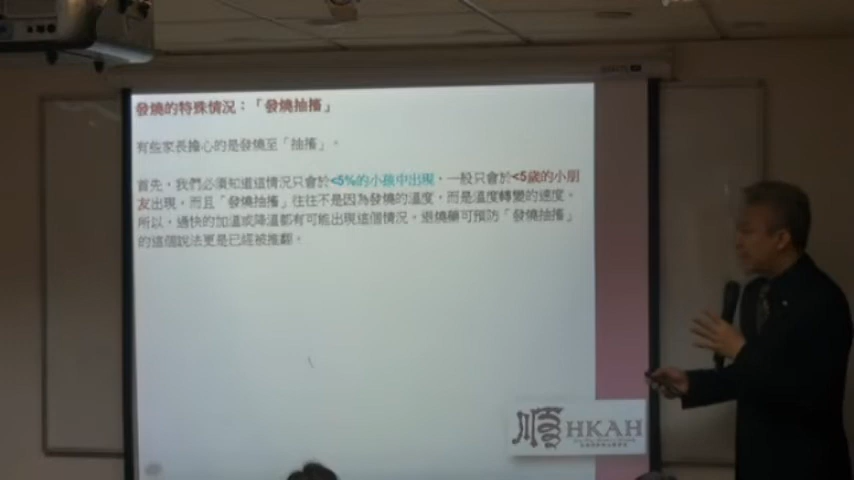 發燒的特殊情況：「發燒抽搐」
有些家長擔心的是發燒至「抽搐」。
首先，我們必須知道這情況只會於<5%的小孩中出現，一般只會於<5歲的小朋
友出現，而且「發燒抽搐」往往不是因為發燒的溫度，而是溫度轉變的速度。
所以，過快的加溫或降溫都有可能出現這個情況。退燒藥可預防「發燒抽搐」
的這個說法更是已經被推翻。
順 HKAH